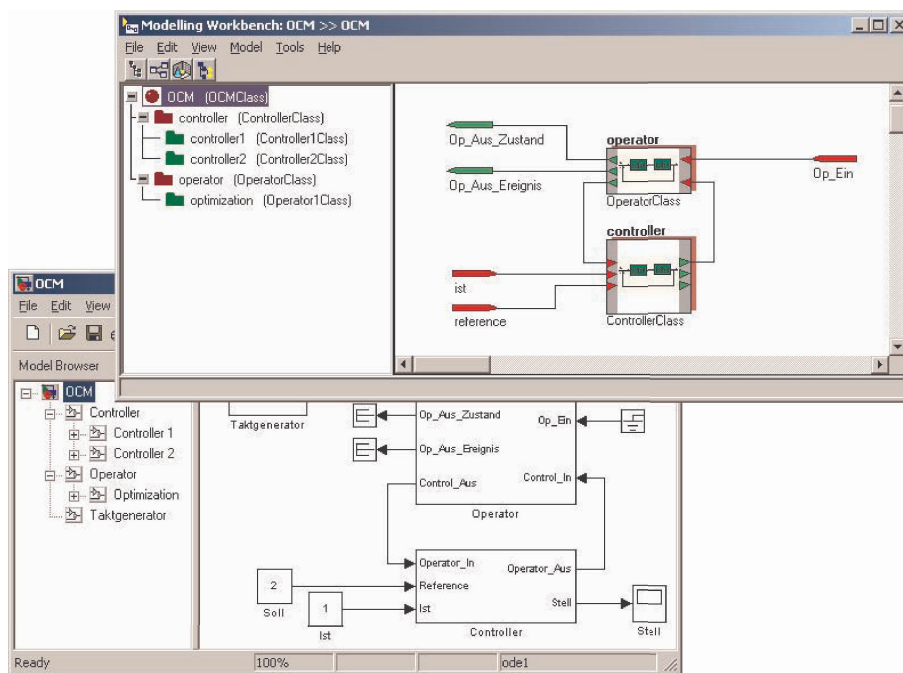 Modelling Workbench: OCM >> OCM
File Edit View Model Tools Help
OCM (OCMClass)
controller (ControllerClass)
controller1 (Controller1Class)
controller2 (Controller2Class)
operator (OperatorClass)
optimization (Operator1Class)
Op_Aus_Zustand
Op_Aus_Ereignis
operator
OperatorClass
Op_Ein
controller
ist
reference
ControllerClass
OCM
File Edit View
Model Browser
OCM
Controller
Controller 1
Controller 2
Operator
Optimization
Taktgenerator
Taktgenerator
Op_Aus_Zustand
Op_Ein
Op_Aus_Ereignis
Control_Aus
Control_In
Operator
Operator_In
Operator_Aus
2
Reference
Soll
1
Ist
Stell
Ist
Controller
Stell
Ready 100% ode1